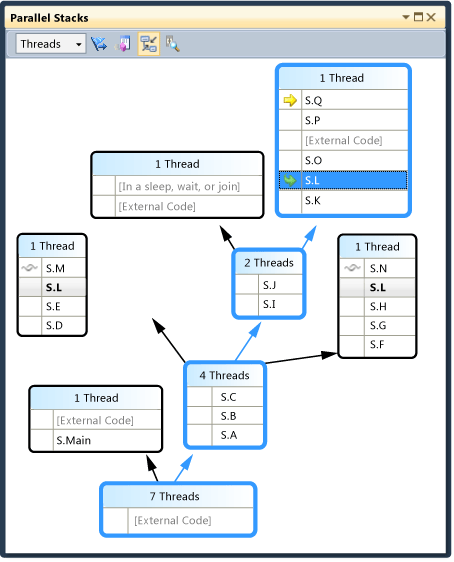 Parallel Stacks
Threads
1 Thread
S.Q
S.P
[External Code]
S.O
S.L
S.K
1 Thread
[In a sleep, wait, or join]
[External Code]
1 Thread
S.M
S.L
S.E
S.D
2 Threads
S.J
S.I
1 Thread
S.N
S.L
S.H
S.G
S.F
4 Threads
S.C
S.B
S.A
1 Thread
[External Code]
S.Main
7 Threads
[External Code]